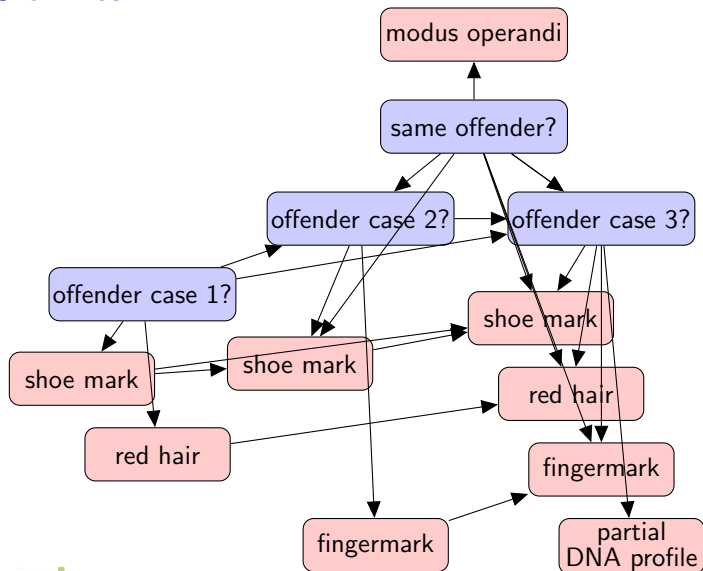 modus operandi
same offender?
offender case 2?
offender case 3?
offender case 1?
shoe mark
shoe mark
shoe mark
red hair
red hair
fingermark
fingermark
partial
DNA profile